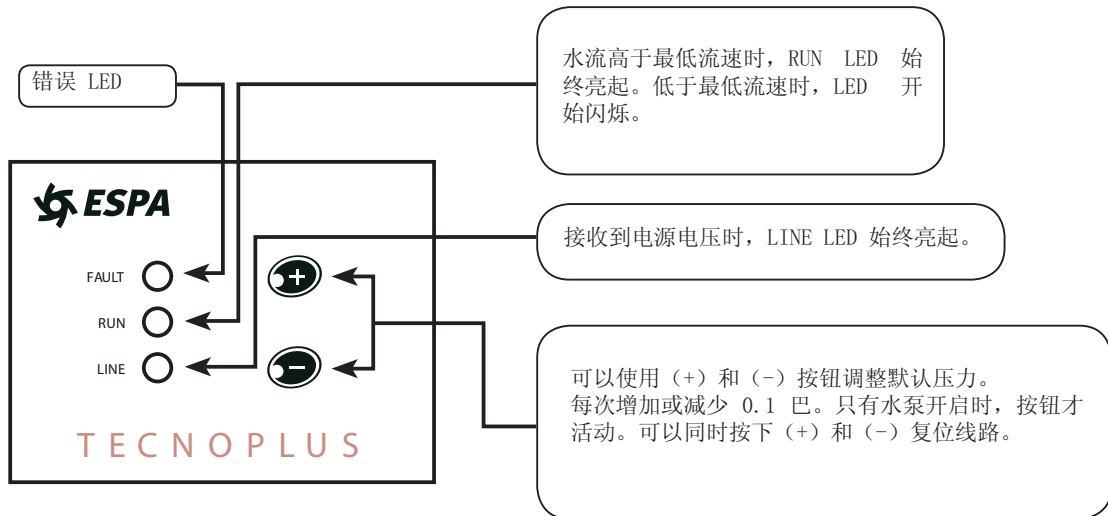 错误 LED
水流高于最低流速时，RUN LED 始
终亮起。低于最低流速时，LED 开
始闪烁。
ESPA
接收到电源电压时，LINE LED 始终亮起。
FAULT
RUN
LINE
+
-
可以使用（+）和（-）按钮调整默认压力。
每次增加或减少 0.1 巴。只有水泵开启时，按钮才
活动。可以同时按下（+）和（-）复位线路。
TECNOPLUS